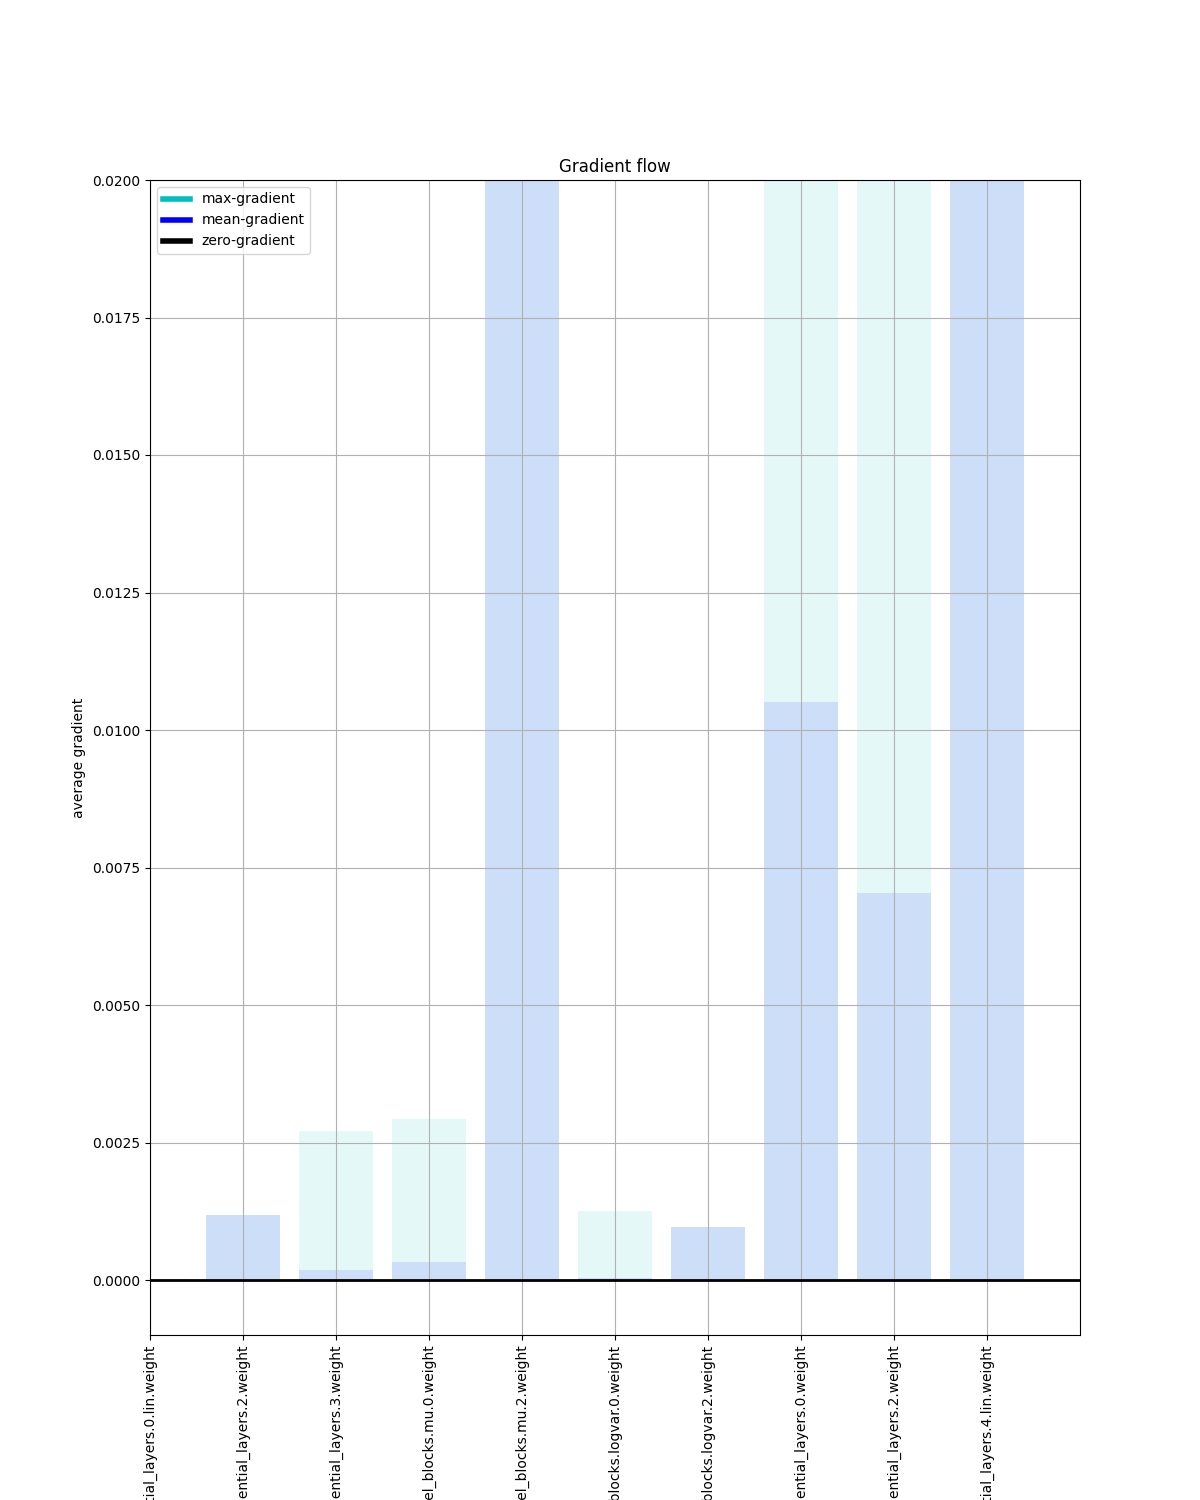 Gradient flow
max-gradient
mean-gradient
zero-gradient
0.0200
0.0175
0.0150
0.0125
0.0100
0.0075
0.0050
0.0025
0.0000
average gradient
tial_layers.0.lin.weight
ential_layers.2.weight
ential_layers.3.weight
el_blocks.mu.0.weight
el_blocks.mu.2.weight
blocks.logvar.0.weight
blocks.logvar.2.weight
ential_layers.0.weight
ential_layers.2.weight
tial_layers.4.lin.weight